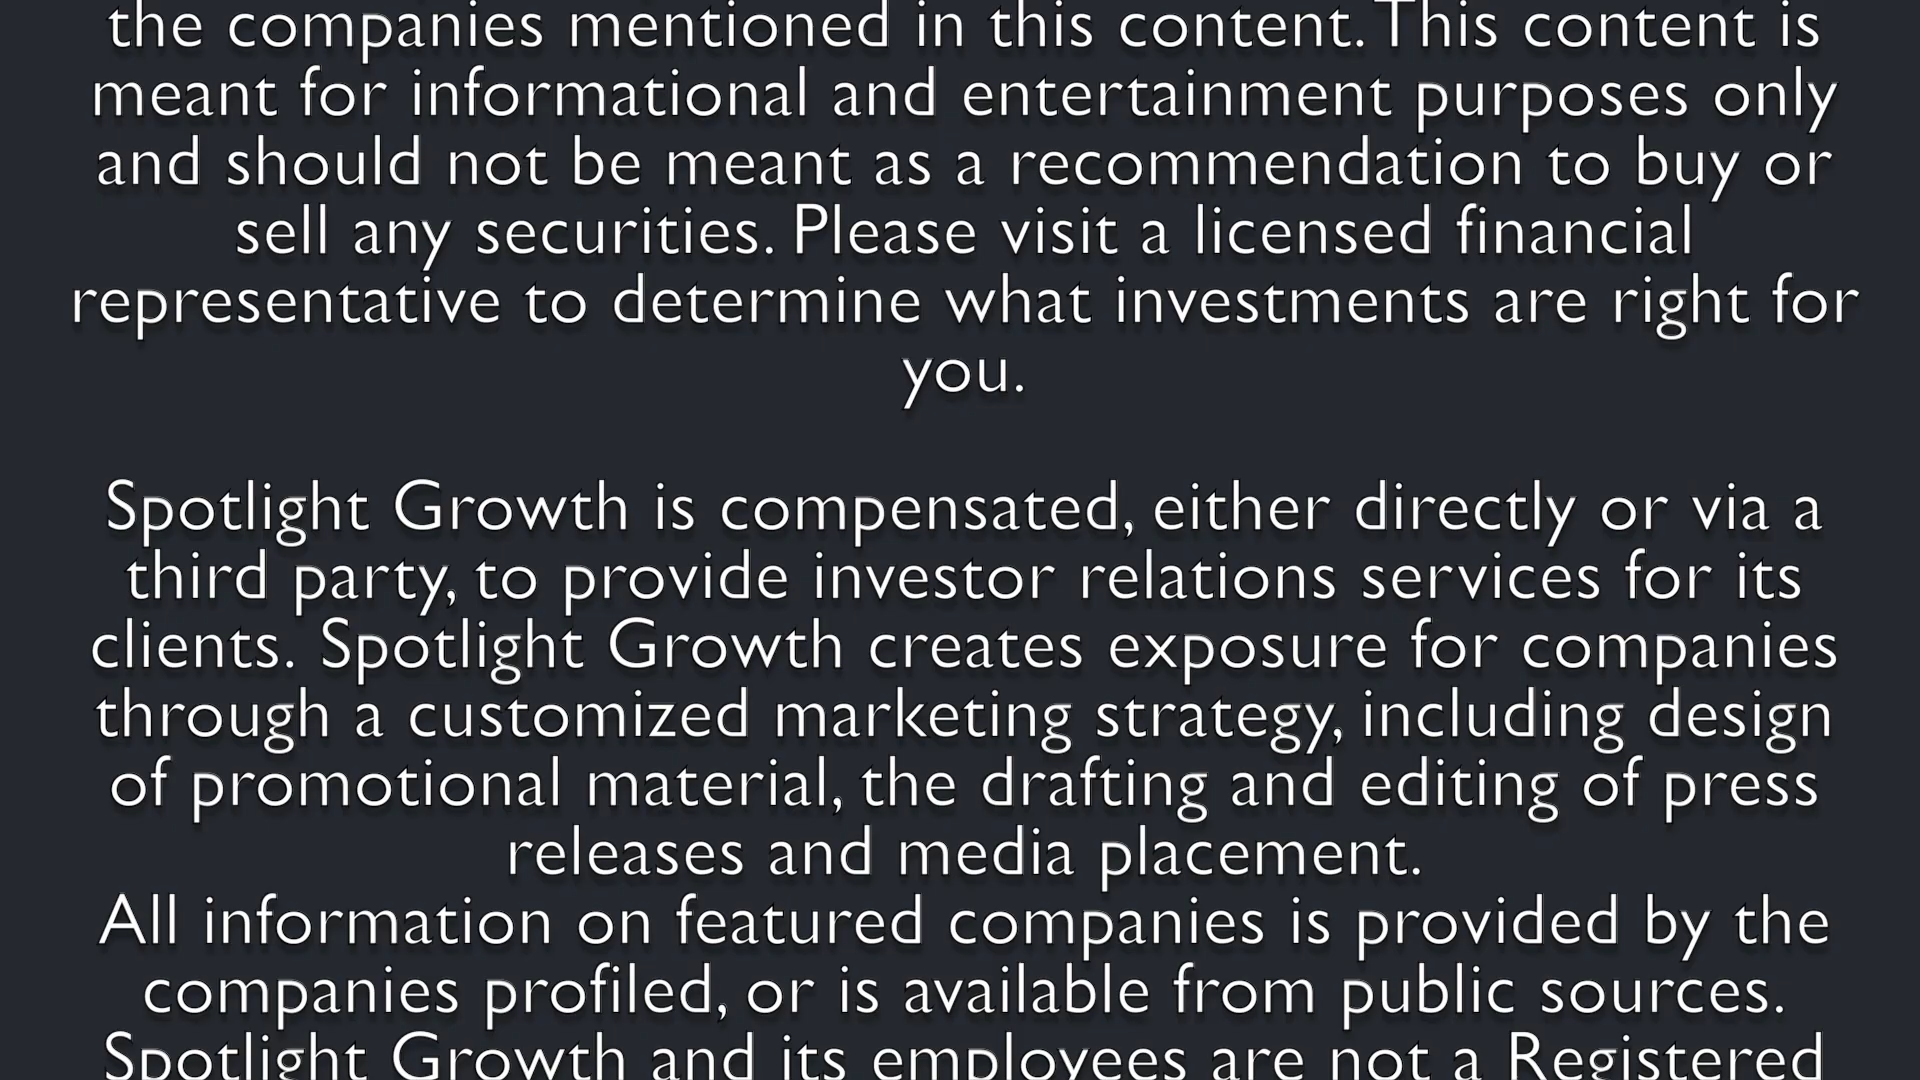 the companies mentioned in this content. This content is
meant for informational and entertainment purposes only
and should not be meant as a recommendation to buy or
sell any securities. Please visit a licensed financial
representative to determine what investments are right for
you.
Spotlight Growth is compensated, either directly or via a
third party, to provide investor relations services for its
clients. Spotlight Growth creates exposure for companies
through a customized marketing strategy, including design
of promotional material, the drafting and editing of press
releases and media placement.
All information on featured companies is provided by the
companies profiled, or is available from public sources.
Spotlight Growth and its employees are not a Registered